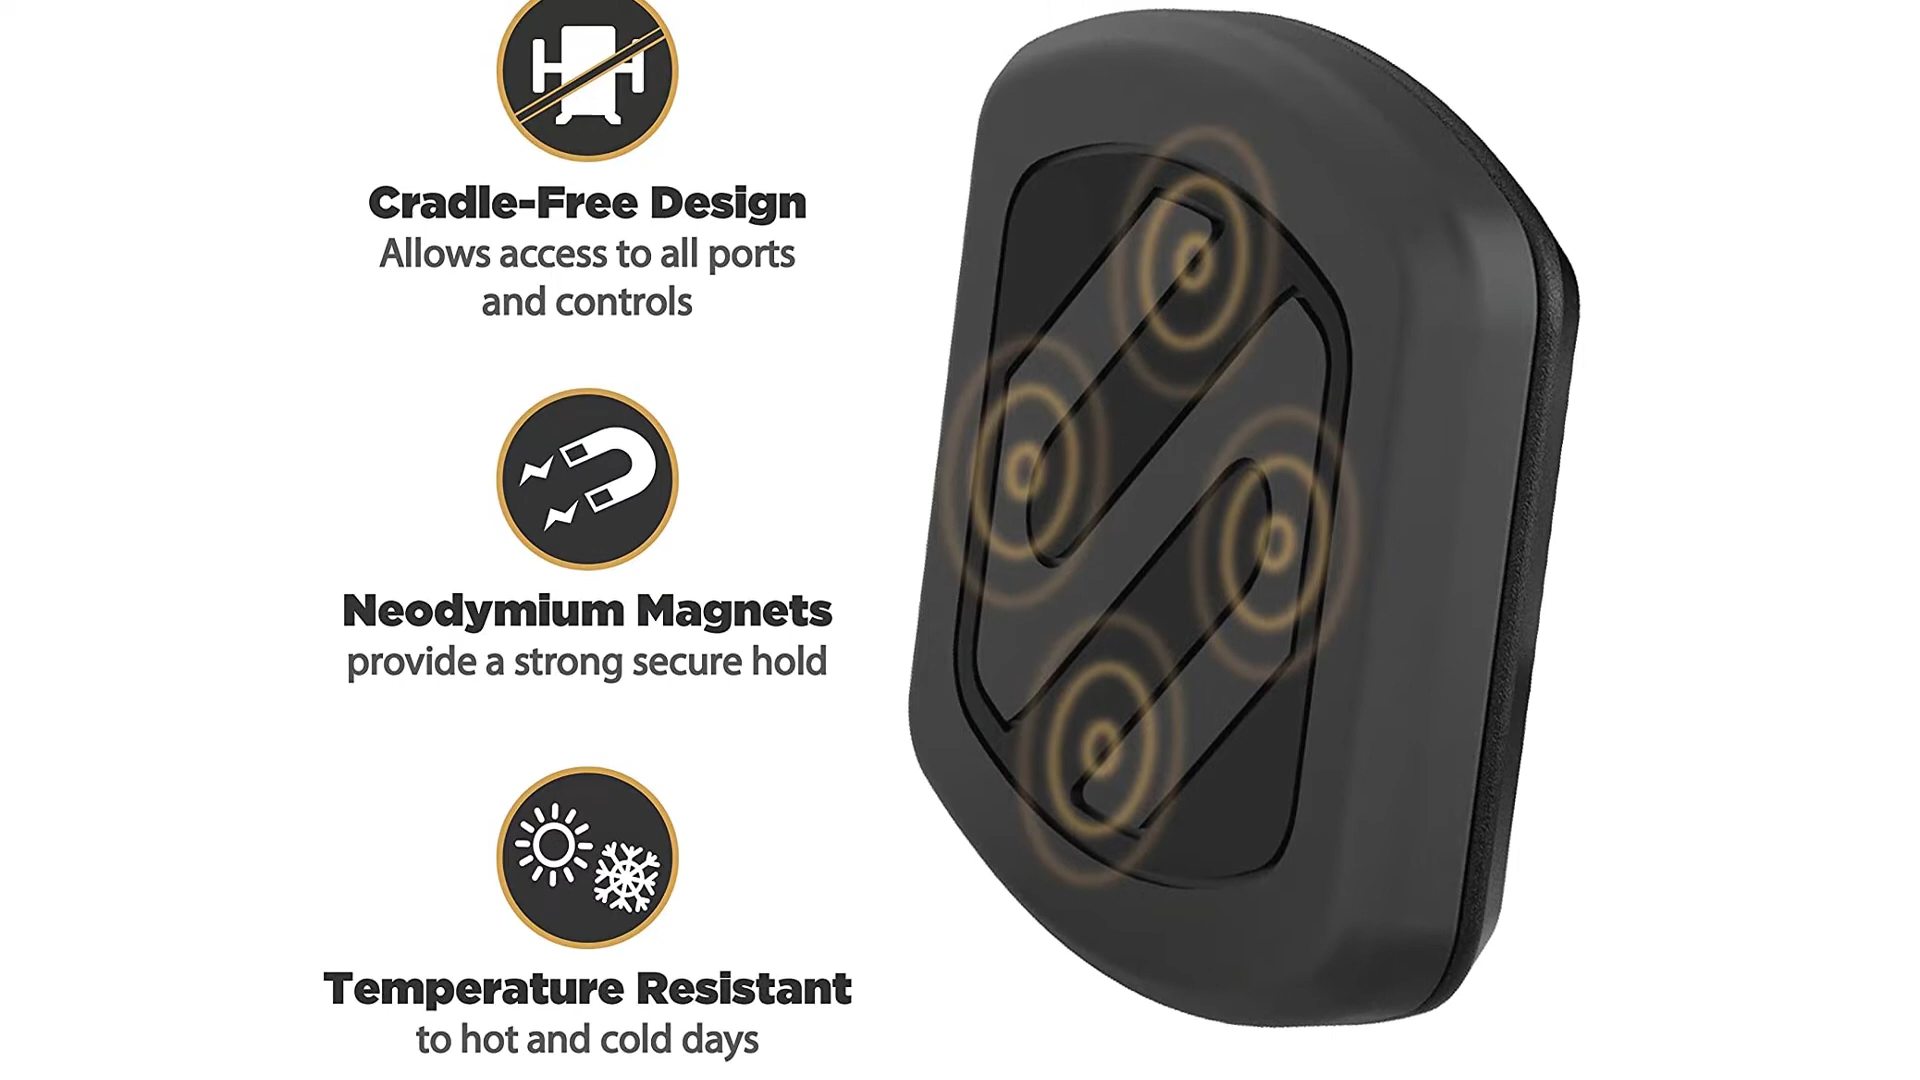 Cradle-Free Design
Allows access to all ports
and controls
Neodymium Magnets
provide a strong secure hold
Temperature Resistant
to hot and cold days